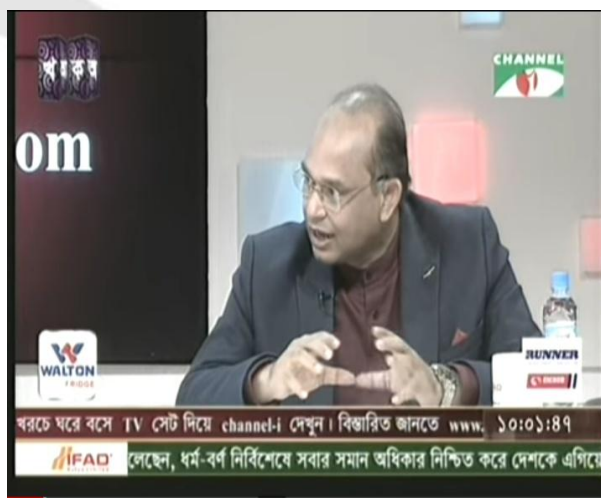 CHANNEL
i
om
WALTON
FRIDGE
RUNNER
খরচে ঘরে বসে TV সেট দিয়ে channel-i দেখুন। বিস্তারিত জানতে www. ১০:০১:৪৭
IFAD লেছেন, ধর্ম-বর্ণ নির্বিশেষে সবার সমান অধিকার নিশ্চিত করে দেশকে এগিয়ে